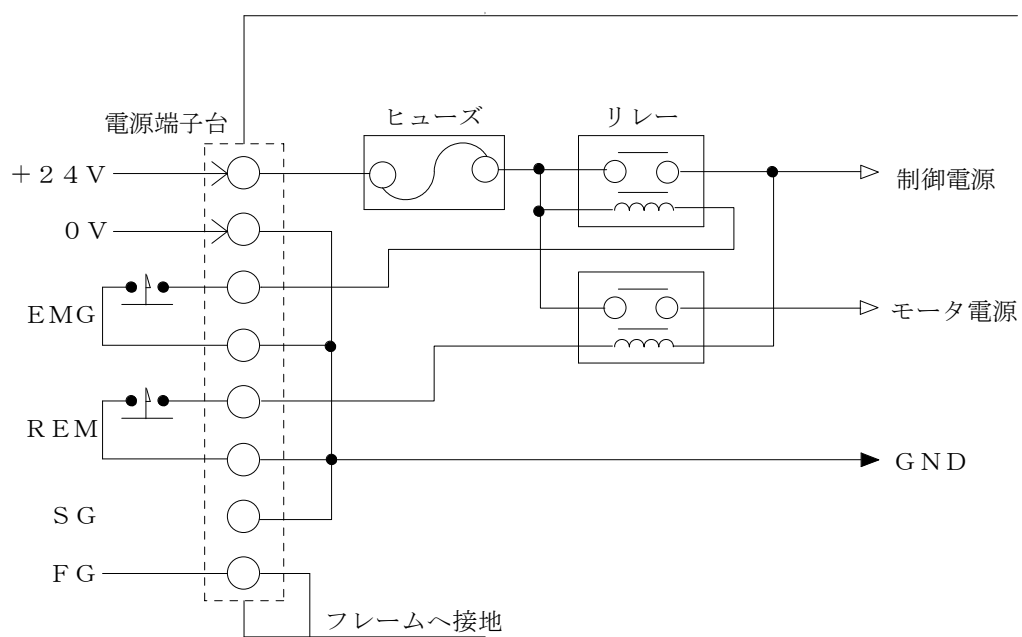 電源端子台
ヒューズ
リレー
+24V
制御電源
0V
EMG
モータ電源
REM
GND
SG
FG
フレームへ接地